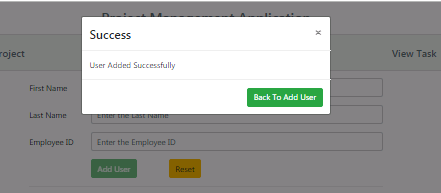 Project Management Application
Success ×
User Added Successfully
Back To Add User
roject View Task
First Name
Last Name Enter the Last Name
Employee ID Enter the Employee ID
Add User Reset